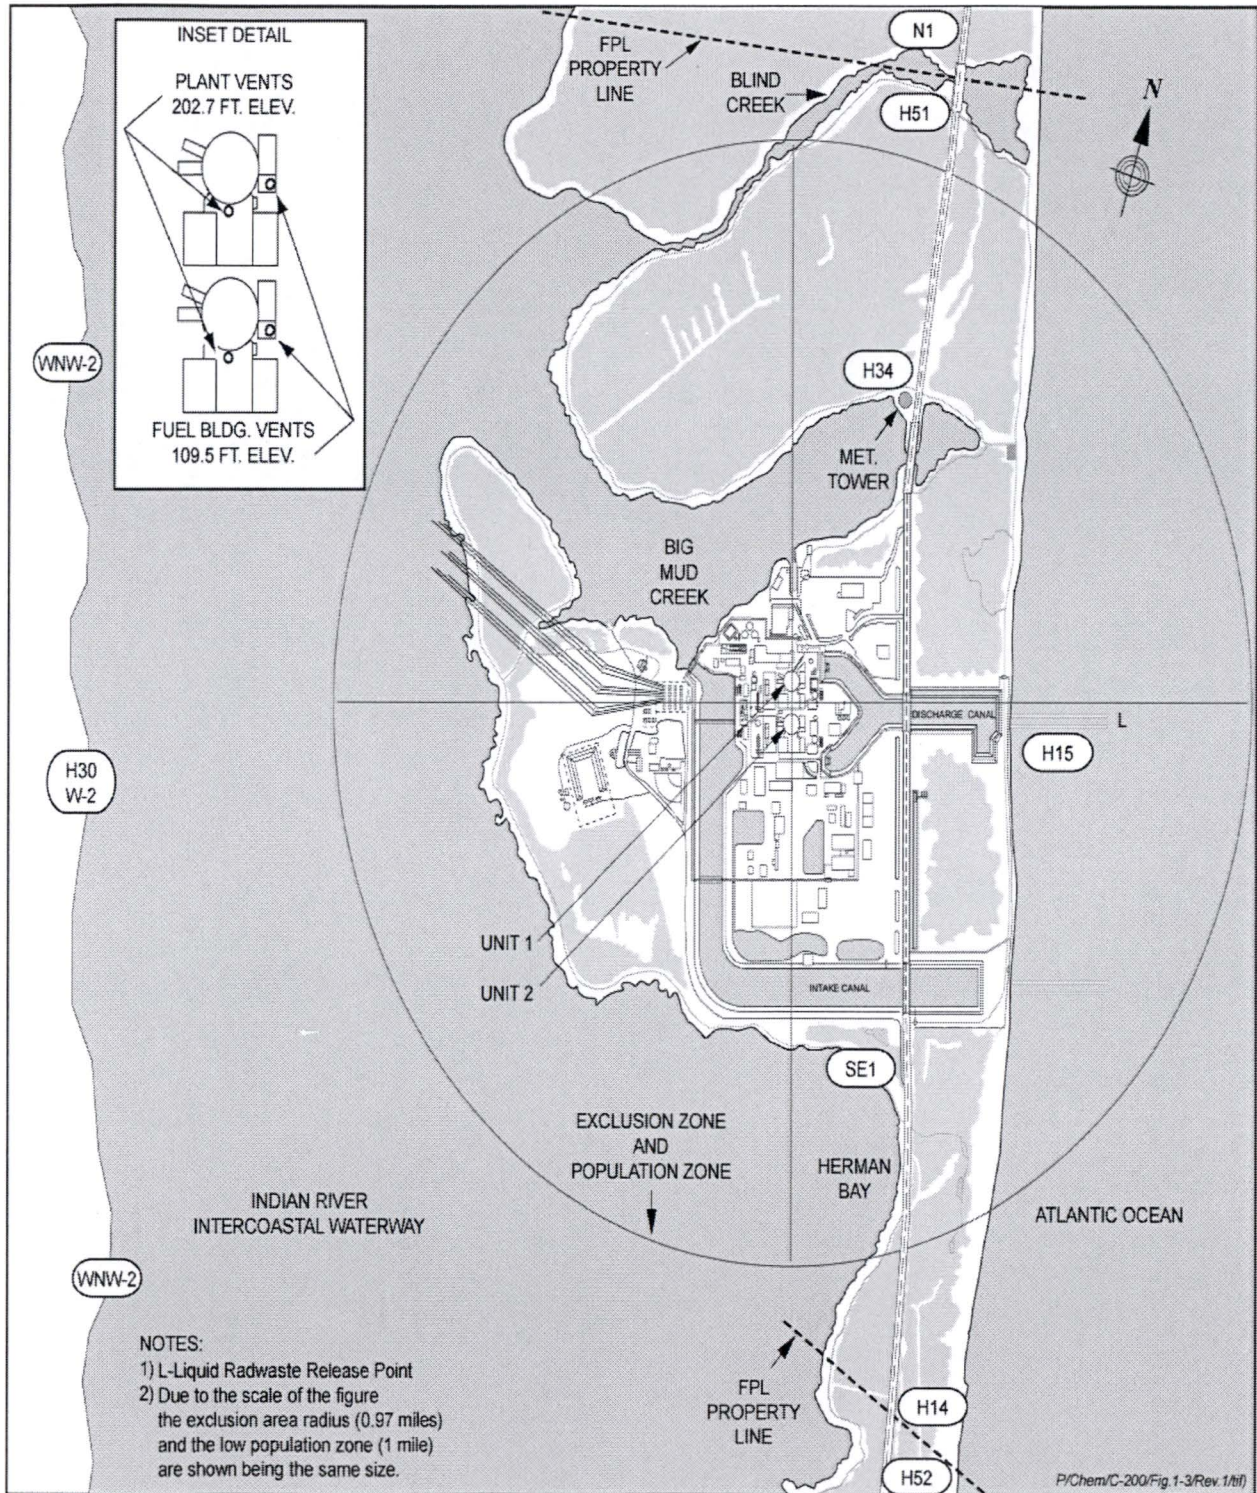 INSET DETAIL
PLANT VENTS
202.7 FT. ELEV.
FUEL BLDG. VENTS
109.5 FT. ELEV.
FPL
PROPERTY
LINE
BLIND
CREEK
N1
H51
N
WNW-2
H34
MET.
TOWER
BIG
MUD
CREEK
DISCHARGE CANAL
L
H15
H30
W-2
UNIT 1
UNIT 2
INTAKE CANAL
SE1
EXCLUSION ZONE
AND
POPULATION ZONE
HERMAN
BAY
INDIAN RIVER
INTERCOASTAL WATERWAY
ATLANTIC OCEAN
WNW-2
NOTES:
1) L-Liquid Radwaste Release Point
2) Due to the scale of the figure
the exclusion area radius (0.97 miles)
and the low population zone (1 mile)
are shown being the same size.
FPL
PROPERTY
LINE
H14
H52
P/Chem/C-200/Fig.1-3/Rev.1/tif)